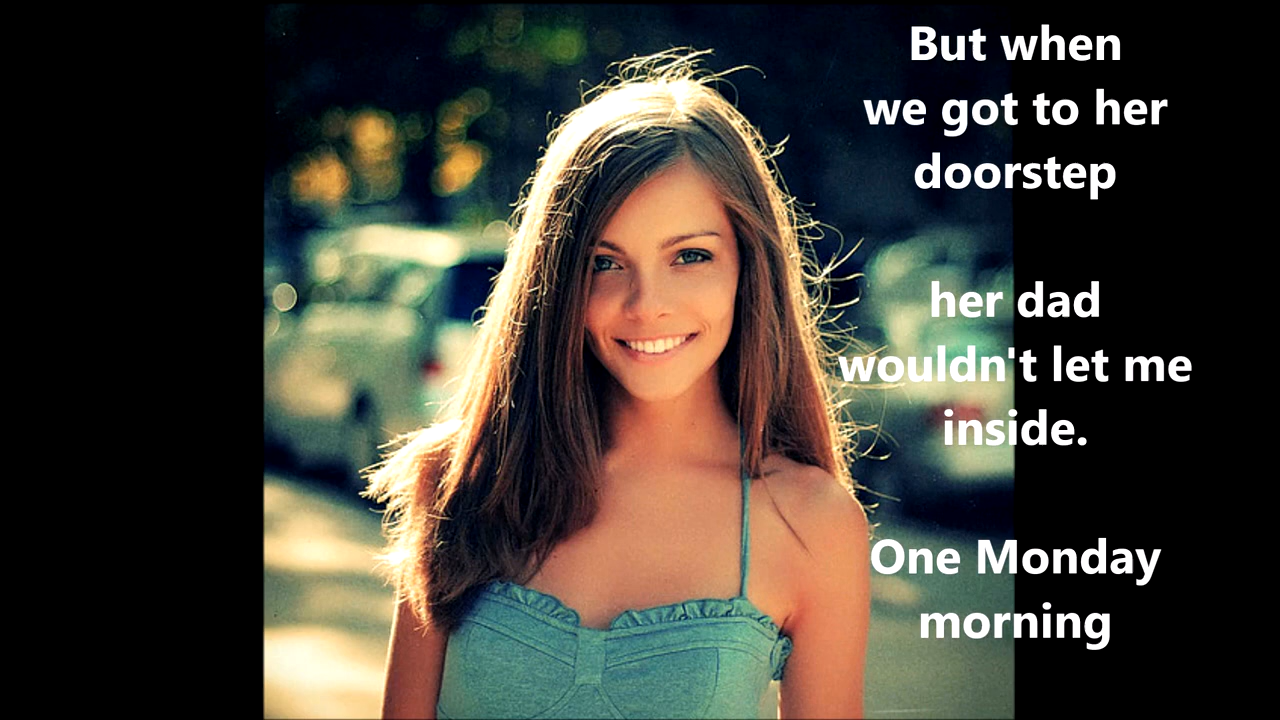 But when
we got to her
doorstep
her dad
wouldn't let me
inside.
One Monday
morning